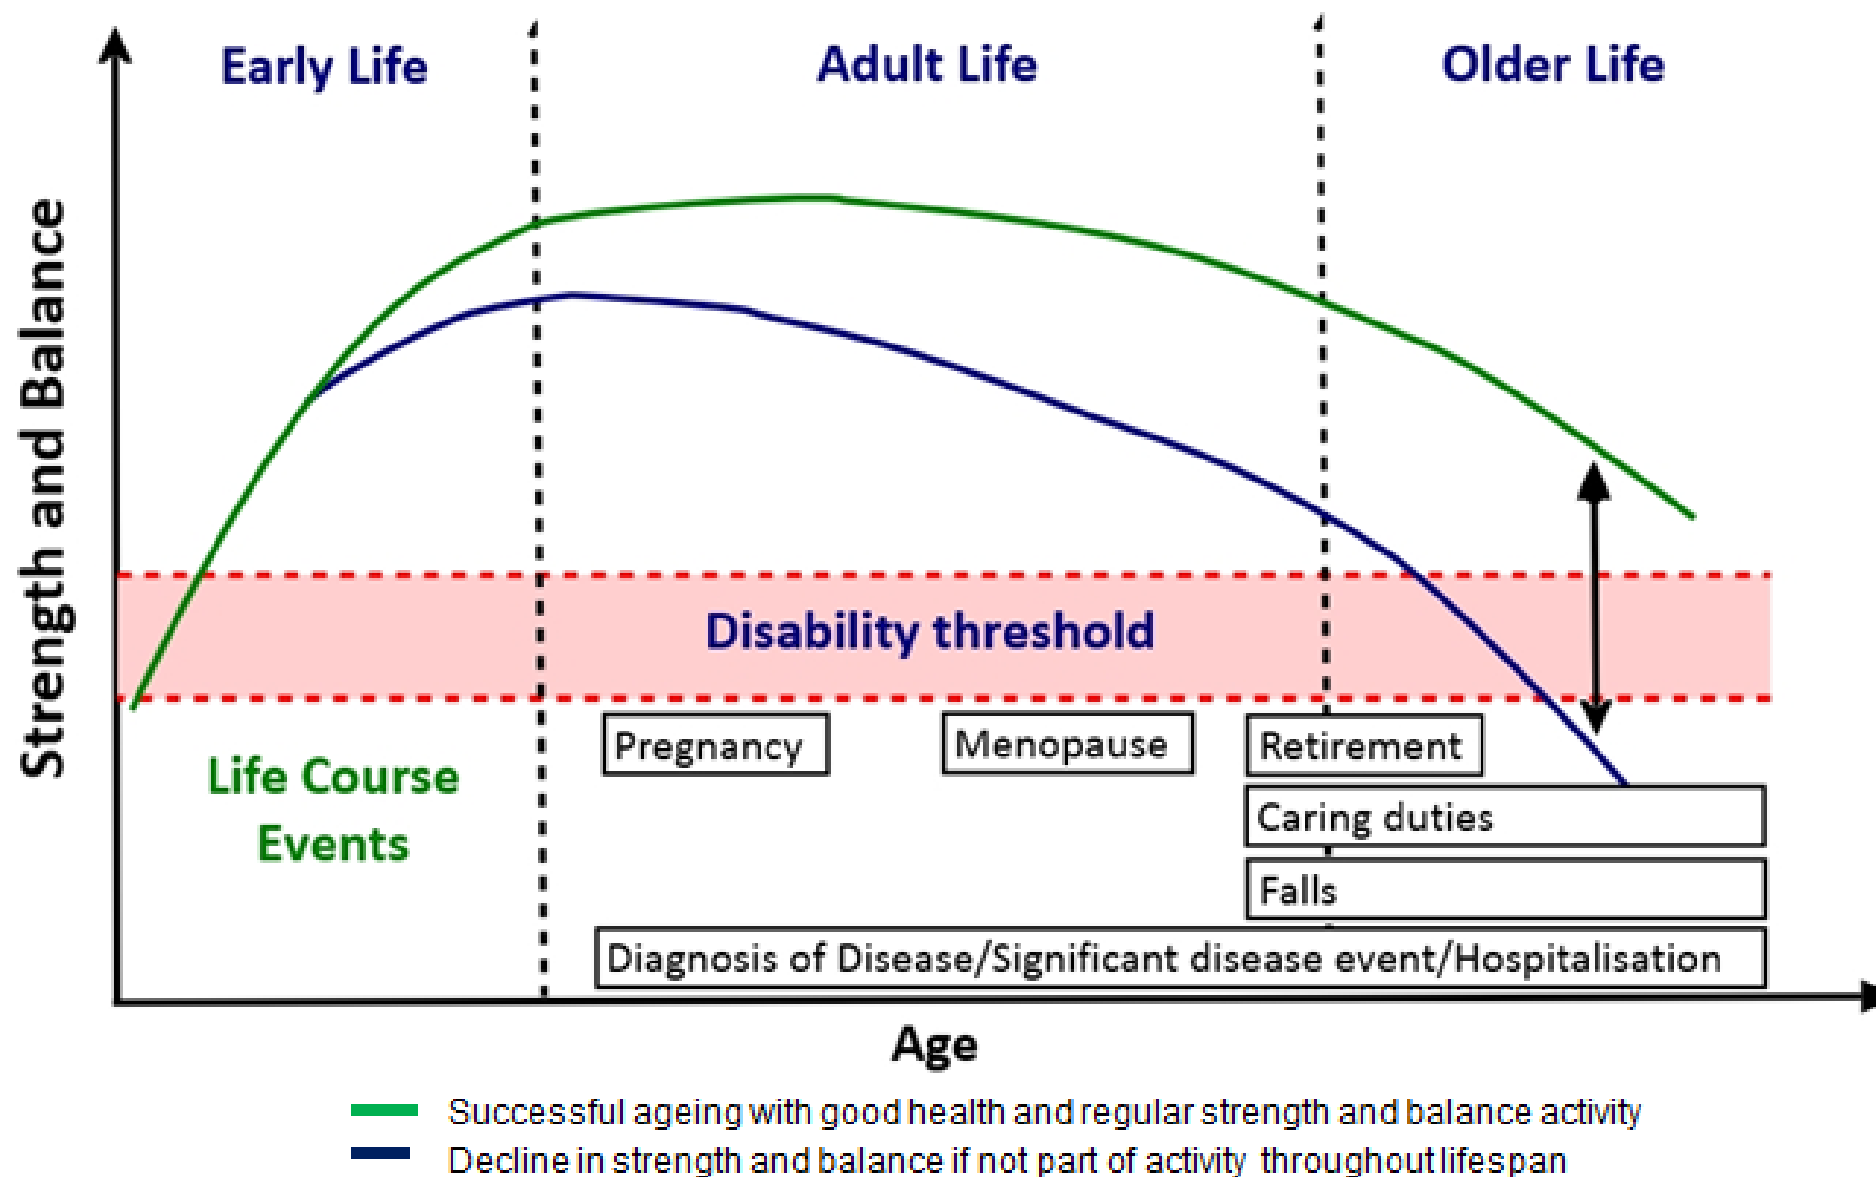 Early Life
Adult Life
Older Life
Strength and Balance
Disability threshold
Pregnancy
Menopause
Retirement
Life Course
Events
Caring duties
Falls
Diagnosis of Disease/Significant disease event/Hospitalisation
Age
Successful ageing with good health and regular strength and balance activity
Decline in strength and balance if not part of activity throughout lifespan